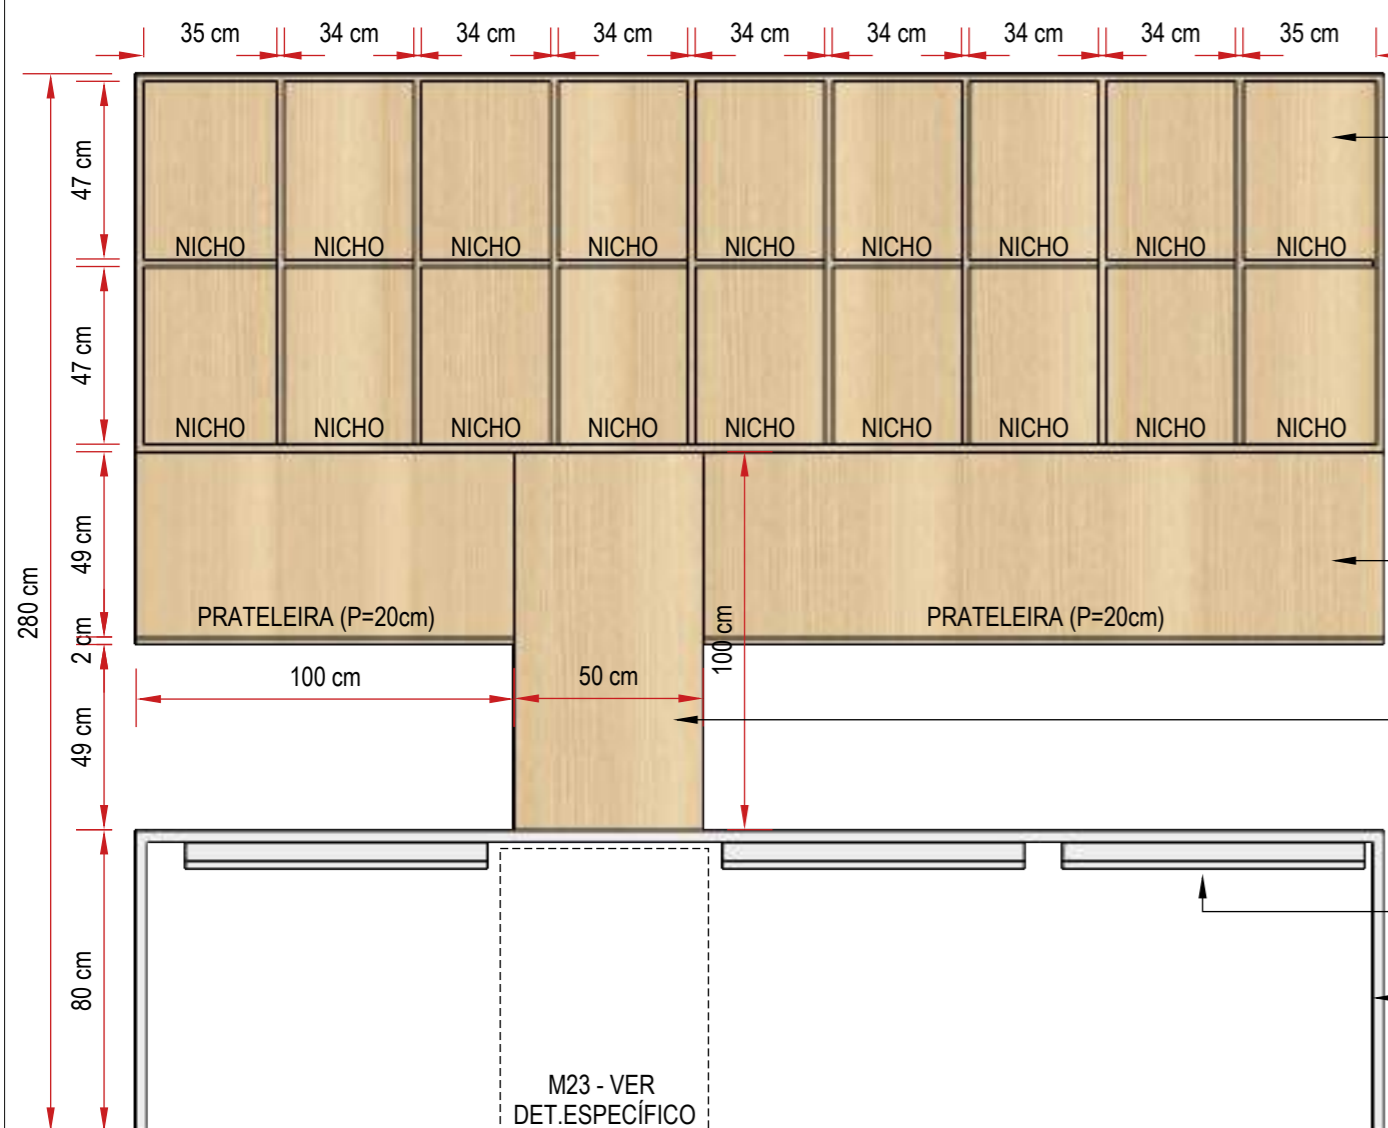 35 cm 34 cm 34 cm 34 cm 34 cm 34 cm 34 cm 34 cm 35 cm
47 cm
NICHO NICHO NICHO NICHO NICHO NICHO NICHO NICHO NICHO
47 cm
NICHO NICHO NICHO NICHO NICHO NICHO NICHO NICHO NICHO
49 cm
280 cm
PRATELEIRA (P=20cm) PRATELEIRA (P=20cm)
2 cm
100 cm
100 cm 50 cm
49 cm
80 cm
M23 - VER
DET.ESPECÍFICO